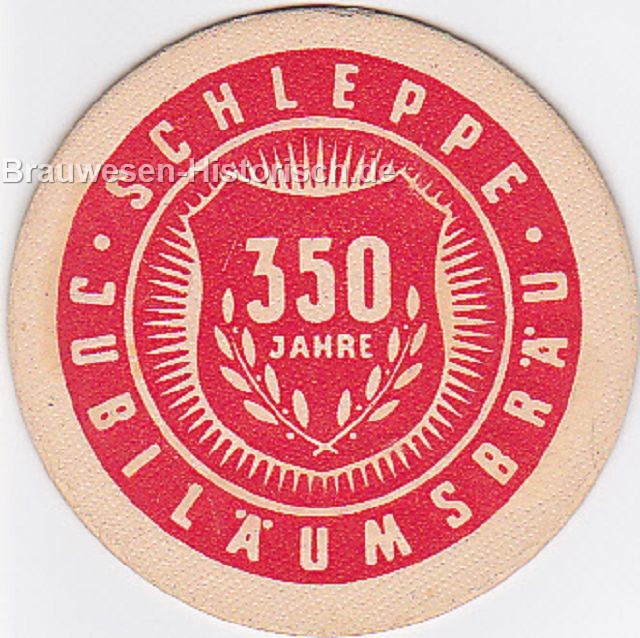 SCHLEPPE
Brauwesen-Historisch.de
350
JAHRE
JUBILÄUMSBRÄU